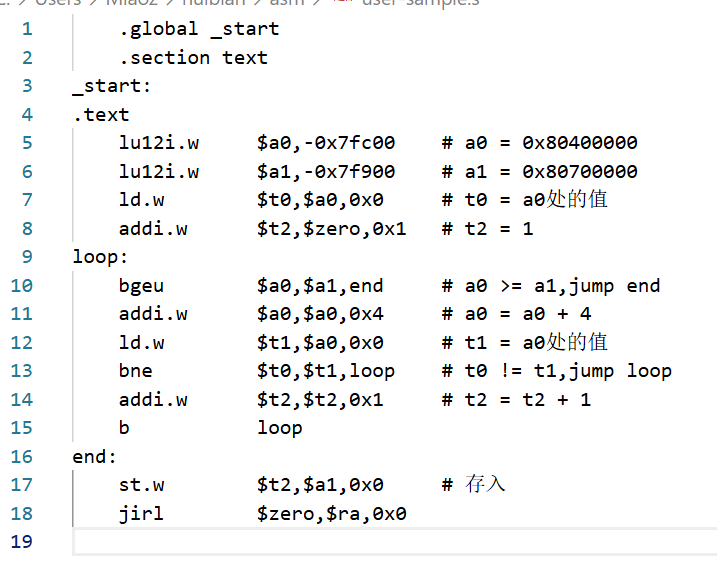 C: > Users > Miaoz > huibian > asm > user-sample.s
1 .global _start
2 .section text
3 _start:
4 .text
5 lu12i.w $a0,-0x7fc00 # a0 = 0x80400000
6 lu12i.w $a1,-0x7f900 # a1 = 0x80700000
7 ld.w $t0,$a0,0x0 # t0 = a0处的值
8 addi.w $t2,$zero,0x1 # t2 = 1
9 loop:
10 bgeu $a0,$a1,end # a0 >= a1,jump end
11 addi.w $a0,$a0,0x4 # a0 = a0 + 4
12 ld.w $t1,$a0,0x0 # t1 = a0处的值
13 bne $t0,$t1,loop # t0 != t1,jump loop
14 addi.w $t2,$t2,0x1 # t2 = t2 + 1
15 b loop
16 end:
17 st.w $t2,$a1,0x0 # 存入
18 jirl $zero,$ra,0x0
19